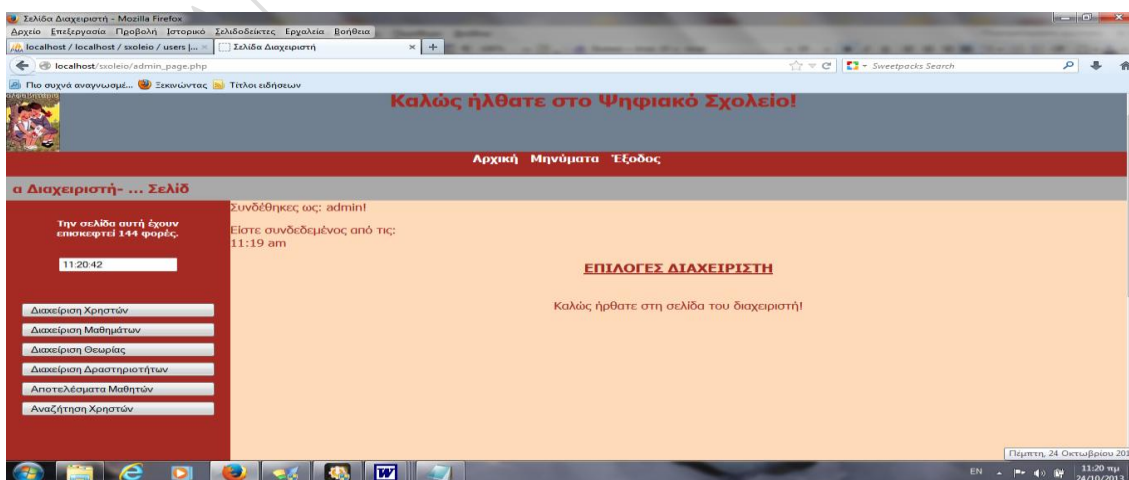 Σελίδα Διαχειριστή - Mozilla Firefox
Αρχείο Επεξεργασία Προβολή Ιστορικό Σελιδοδείκτες Εργαλεία Βοήθεια
localhost / localhost / sxoleio / users |... × Σελίδα Διαχειριστή × +
localhost/sxoleio/admin_page.php Sweetpacks Search
Πιο συχνά αναγνωσμέ... Ξεκινώντας Τίτλοι ειδήσεων
Καλώς ήλθατε στο Ψηφιακό Σχολείο!
Αρχική Μηνύματα Έξοδος
α Διαχειριστή- ... Σελίδ
Την σελίδα αυτή έχουν
επισκεφτεί 144 φορές.
11:20:42
Διαχείριση Χρηστών
Διαχείριση Μαθημάτων
Διαχείριση Θεωρίας
Διαχείριση Δραστηριοτήτων
Αποτελέσματα Μαθητών
Αναζήτηση Χρηστών
Συνδέθηκες ως: admin!
Είστε συνδεδεμένος από τις:
11:19 am
ΕΠΙΛΟΓΕΣ ΔΙΑΧΕΙΡΙΣΤΗ
Καλώς ήρθατε στη σελίδα του διαχειριστή!
Πέμπτη, 24 Οκτωβρίου 201
EN 11:20 πμ
24/10/2013